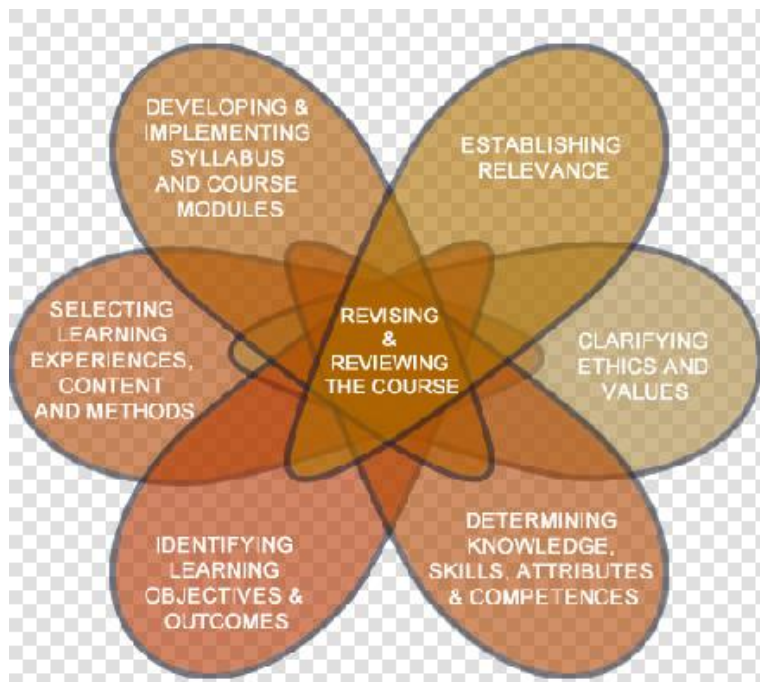 DEVELOPING &
IMPLEMENTING
SYLLABUS
AND COURSE
MODULES
ESTABLISHING
RELEVANCE
SELECTING
LEARNING
EXPERIENCES,
CONTENT
AND METHODS
REVISING
&
REVIEWING
THE COURSE
CLARIFYING
ETHICS AND
VALUES
IDENTIFYING
LEARNING
OBJECTIVES &
OUTCOMES
DETERMINING
KNOWLEDGE,
SKILLS, ATTRIBUTES
& COMPETENCES